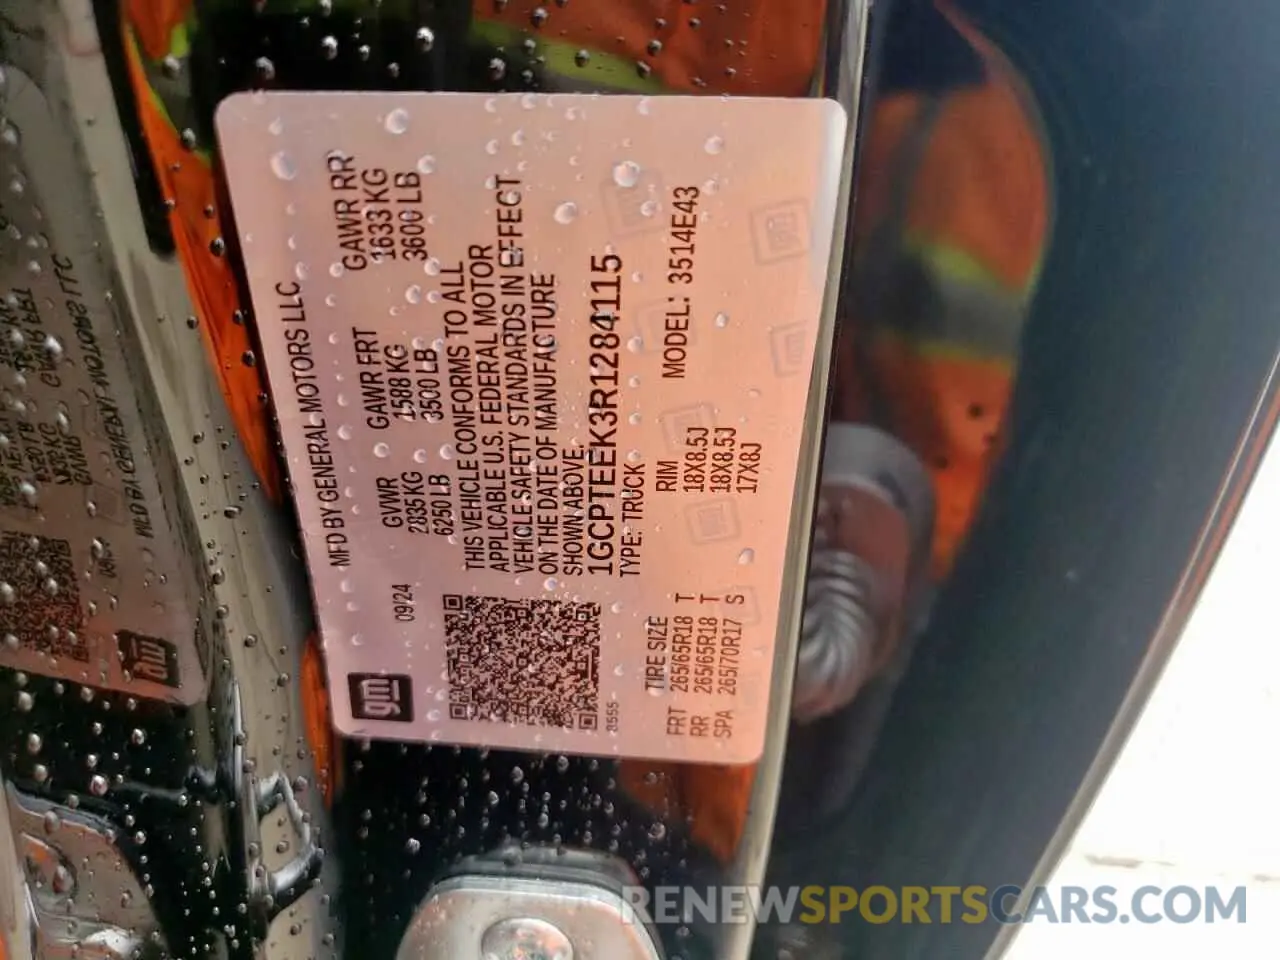 MFD BY GENERAL MOTORS LLC
09/24
GVWR GAWR FRT GAWR RR
2835 KG 1588 KG 1633 KG
6250 LB 3500 LB 3600 LB
THIS VEHICLE CONFORMS TO ALL
APPLICABLE U.S. FEDERAL MOTOR
VEHICLE SAFETY STANDARDS IN EFFECT
ON THE DATE OF MANUFACTURE
SHOWN ABOVE.
1GCPTEEK3R1284115
TYPE: TRUCK
8555
TIRE SIZE RIM MODEL: 3514E43
FRT 265/65R18 T 18X8.5J
RR 265/65R18 T 18X8.5J
SPA 265/70R17 S 17X8J
gm
RENEWSPORTSCARS.COM